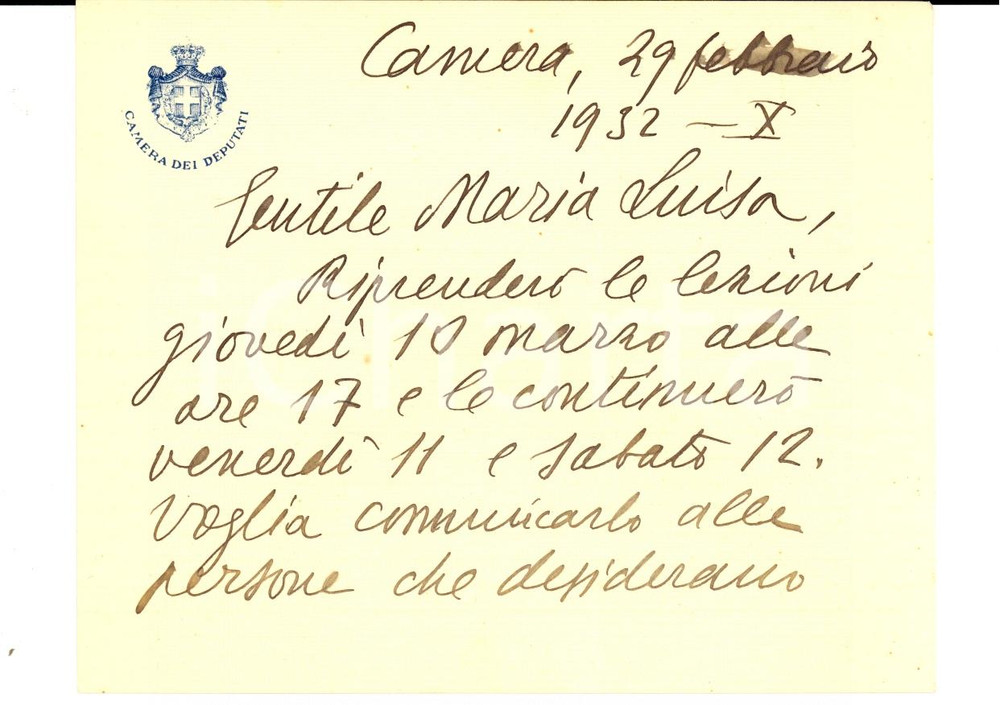 CAMERA DEI DEPUTATI
Camera, 29 febbraio
1932 — X
Gentile Maria Luisa,
Riprenderò le lezioni
giovedì 10 marzo alle
ore 17 e le continuerò
venerdì 11 e sabato 12.
Voglia comunicarlo alle
persone che desiderano